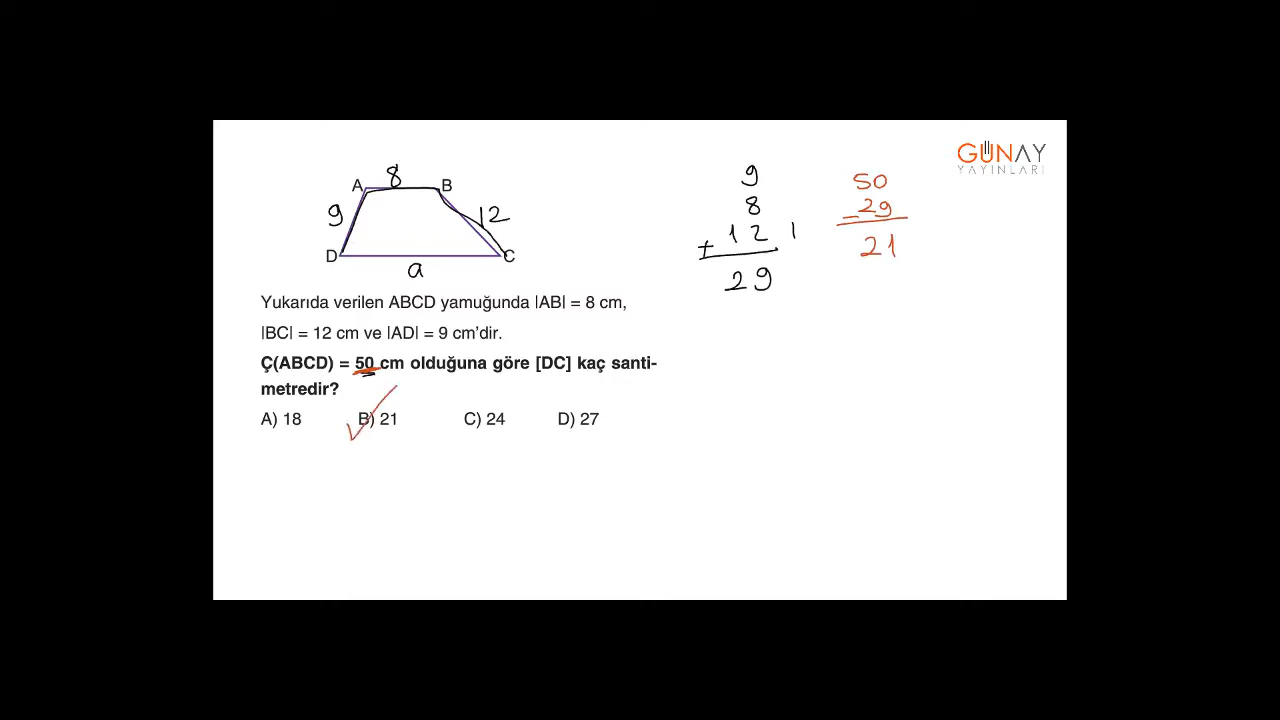 GÜNAY
YAYINLARI
8
A
B
9
12
D
C
a
Yukarıda verilen ABCD yamuğunda |AB| = 8 cm,
|BC| = 12 cm ve |AD| = 9 cm’dir.
Ç(ABCD) = 50 cm olduğuna göre [DC] kaç santi-
metredir?
A) 18 B) 21 C) 24 D) 27
9
8
+ 12 1
29
50
-29
21